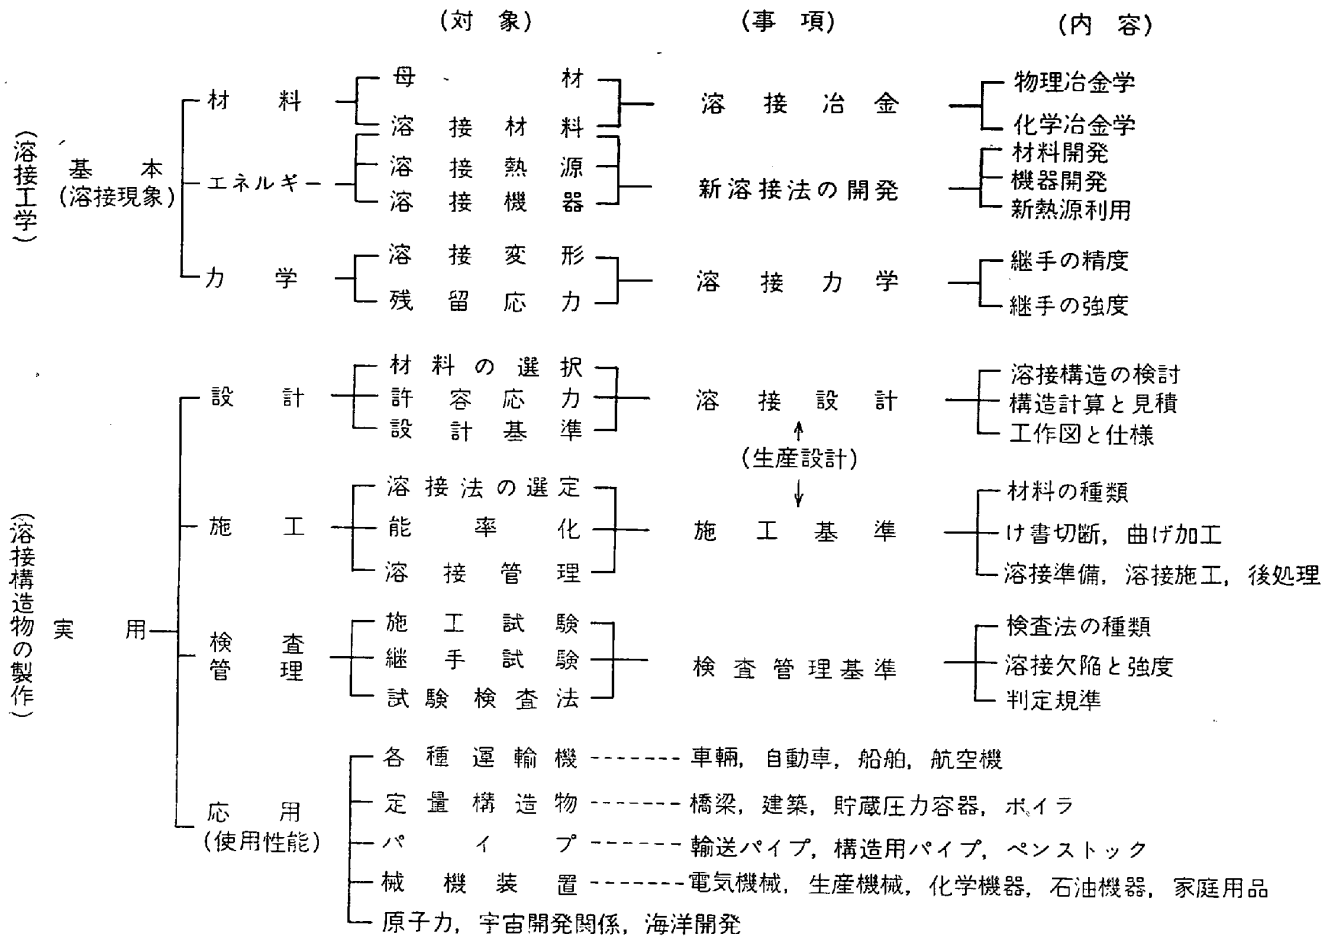 (対象) (事項) (内容)
(溶接工学)
基本
(溶接現象)
材料
母材
溶接材料
溶接冶金
物理冶金学
化学冶金学
エネルギー
溶接熱源
溶接機器
新溶接法の開発
材料開発
機器開発
新熱源利用
力学
溶接変形
残留応力
溶接力学
継手の精度
継手の強度
(溶接構造物の製作)
実用
設計
材料の選択
許容応力
設計基準
溶接設計
溶接構造の検討
構造計算と見積
工作図と仕様
(生産設計)
施工
溶接法の選定
能率化
溶接管理
施工基準
材料の種類
け書切断, 曲げ加工
溶接準備, 溶接施工, 後処理
検査
管理
施工試験
継手試験
試験検査法
検査管理基準
検査法の種類
溶接欠陥と強度
判定規準
応用
(使用性能)
各種運輸機 車輌, 自動車, 船舶, 航空機
定量構造物 橋梁, 建築, 貯蔵圧力容器, ボイラ
パイプ 輸送パイプ, 構造用パイプ, ペンストック
械機装置 電気機械, 生産機械, 化学機器, 石油機器, 家庭用品
原子力, 宇宙開発関係, 海洋開発